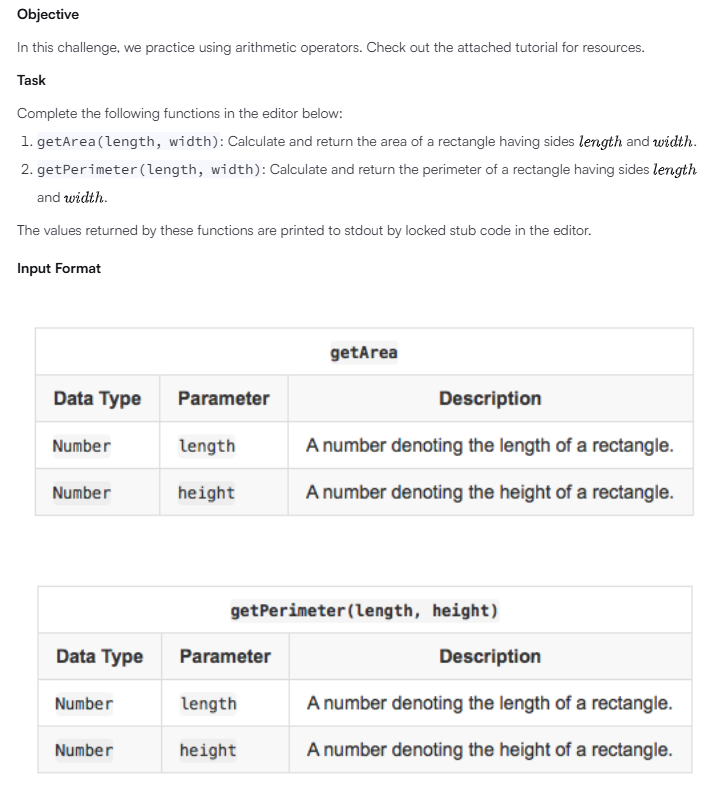 Objective
In this challenge, we practice using arithmetic operators. Check out the attached tutorial for resources.
Task
Complete the following functions in the editor below:
1. getArea(length, width): Calculate and return the area of a rectangle having sides length and width.
2. getPerimeter(length, width): Calculate and return the perimeter of a rectangle having sides length
and width.
The values returned by these functions are printed to stdout by locked stub code in the editor.
Input Format
getArea
Data Type Parameter Description
Number length A number denoting the length of a rectangle.
Number height A number denoting the height of a rectangle.
getPerimeter(length, height)
Data Type Parameter Description
Number length A number denoting the length of a rectangle.
Number height A number denoting the height of a rectangle.